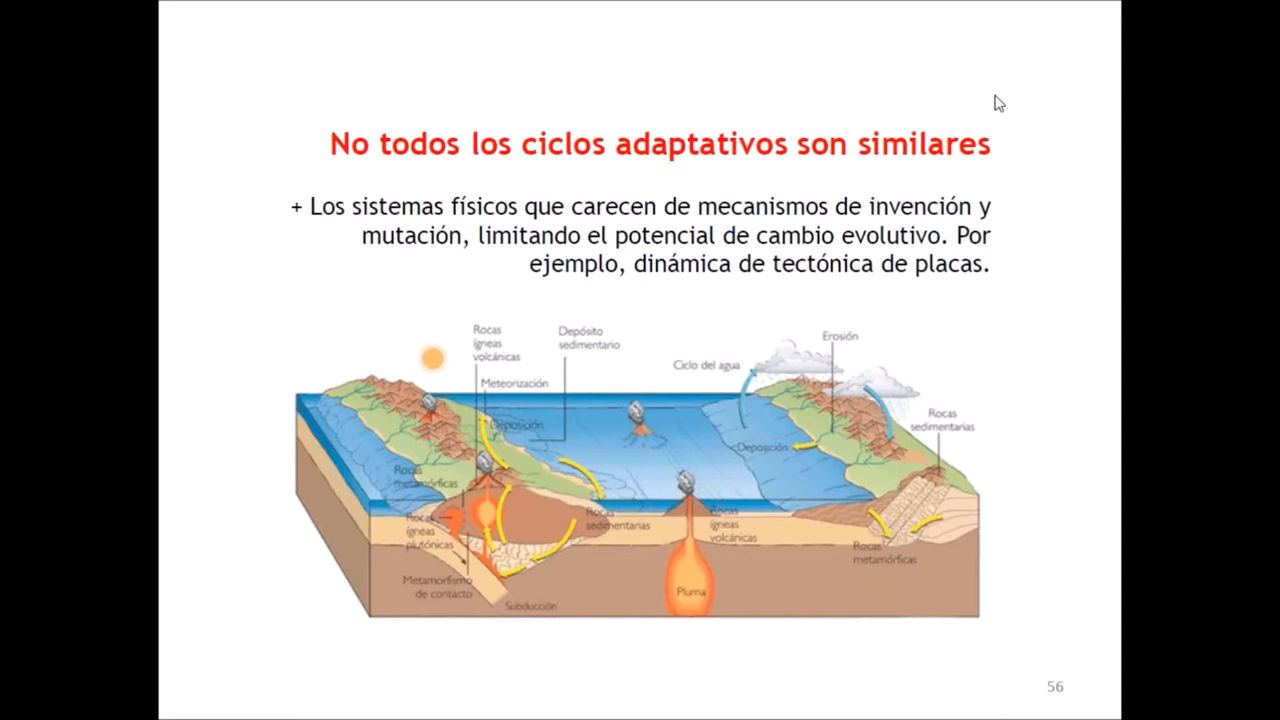 No todos los ciclos adaptativos son similares
+ Los sistemas físicos que carecen de mecanismos de invención y
mutación, limitando el potencial de cambio evolutivo. Por
ejemplo, dinámica de tectónica de placas.
Rocas
ígneas
volcánicas
Depósito
sedimentario
Erosión
Ciclo del agua
Meteorización
Rocas
sedimentarias
Deposición
Deposición
Rocas
metamórficas
Rocas
ígneas
plutónicas
Rocas
sedimentarias
Rocas
ígneas
volcánicas
Rocas
metamórficas
Metamorfismo
de contacto
Pluma
Subducción
56